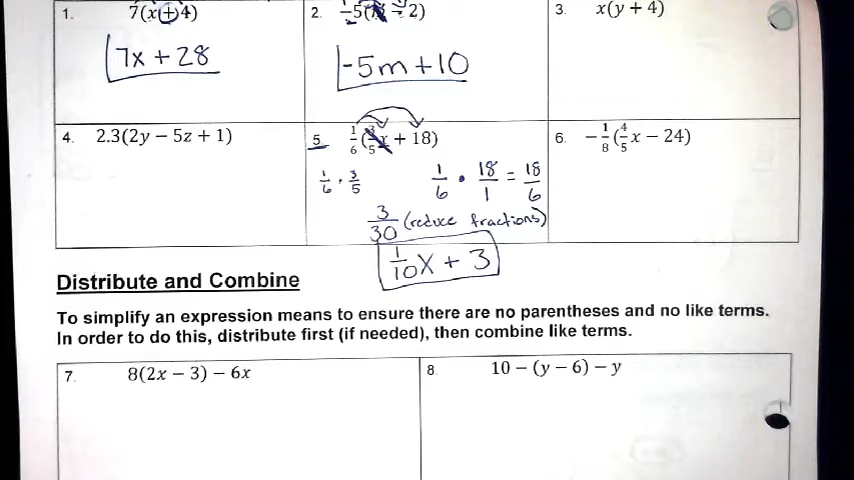 1. 7(x + 4)
2. -5(m - 2)
3. x(y + 4)
7x + 28
-5m + 10
4. 2.3(2y − 5z + 1)
5. 1/6(3/5x + 18)
6. −1/8(4/5x − 24)
1/6 · 3/5
1/6 · 18/1 = 18/6
3/30 (reduce fractions)
1/10x + 3
Distribute and Combine
To simplify an expression means to ensure there are no parentheses and no like terms.
In order to do this, distribute first (if needed), then combine like terms.
7. 8(2x − 3) − 6x
8. 10 − (y − 6) − y